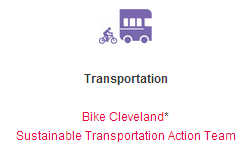 Transportation
Bike Cleveland*
Sustainable Transportation Action Team